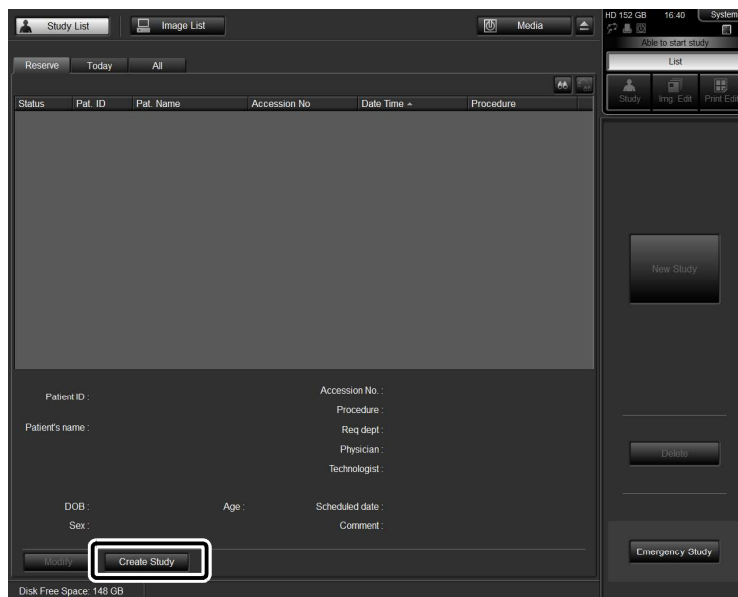 Study List
Image List
Media
HD 152 GB 16:40 System
Able to start study
List
Study Img. Edit Print Edit
Reserve Today All
Status Pat. ID Pat. Name Accession No Date Time Procedure
New Study
Patient ID :
Accession No. :
Procedure :
Patient's name :
Req dept :
Physician :
Technologist :
Delete
DOB : Age : Scheduled date :
Sex : Comment :
Modify Create Study
Emergency Study
Disk Free Space: 148 GB